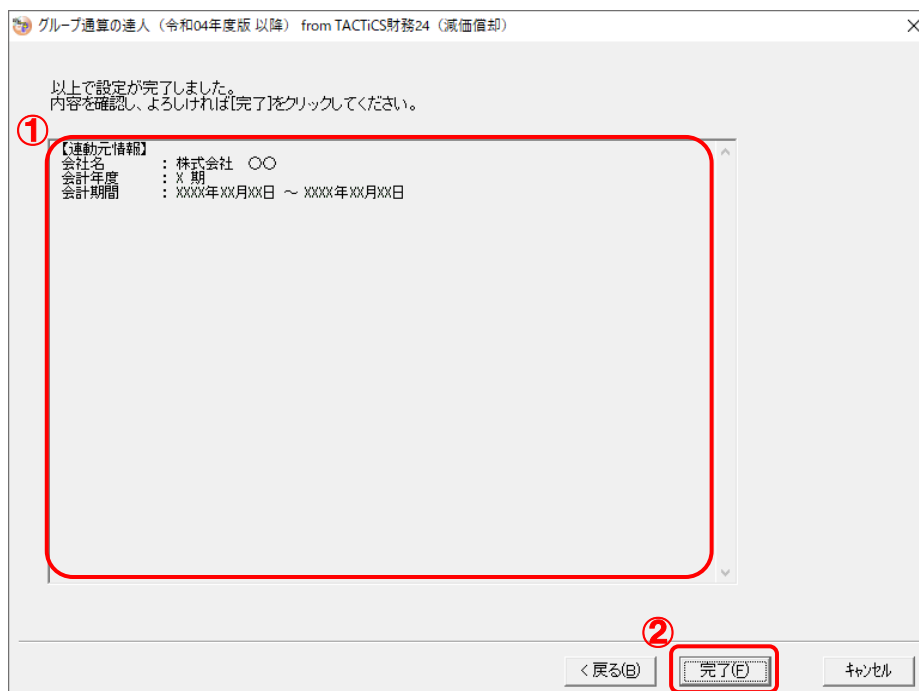 グループ通算の達人（令和04年度版 以降） from TACTiCS財務24（減価償却）
以上で設定が完了しました。
内容を確認し、よろしければ[完了]をクリックしてください。
①
【連動元情報】
会社名 : 株式会社 ○○
会計年度 : X 期
会計期間 : XXXX年XX月XX日 ～ XXXX年XX月XX日
②
< 戻る(B) 完了(F) キャンセル